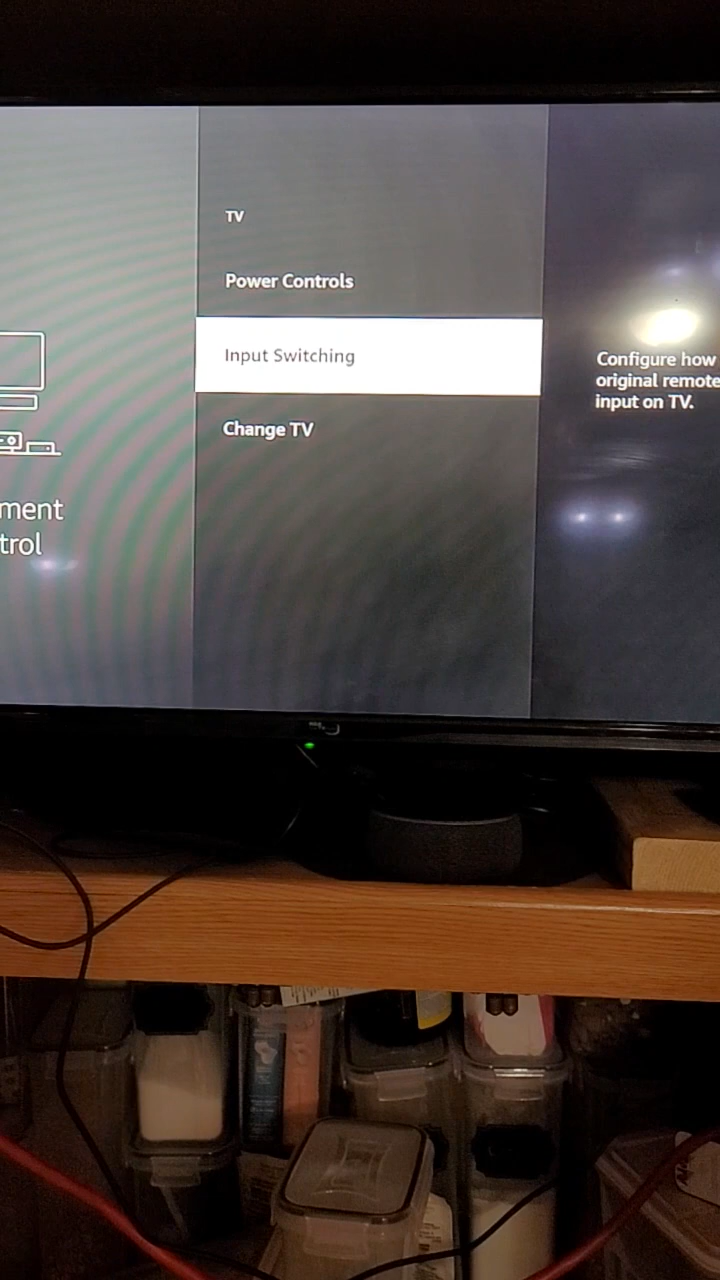 TV
Power Controls
Input Switching
Change TV
ment
trol
Configure how
original remote
input on TV.